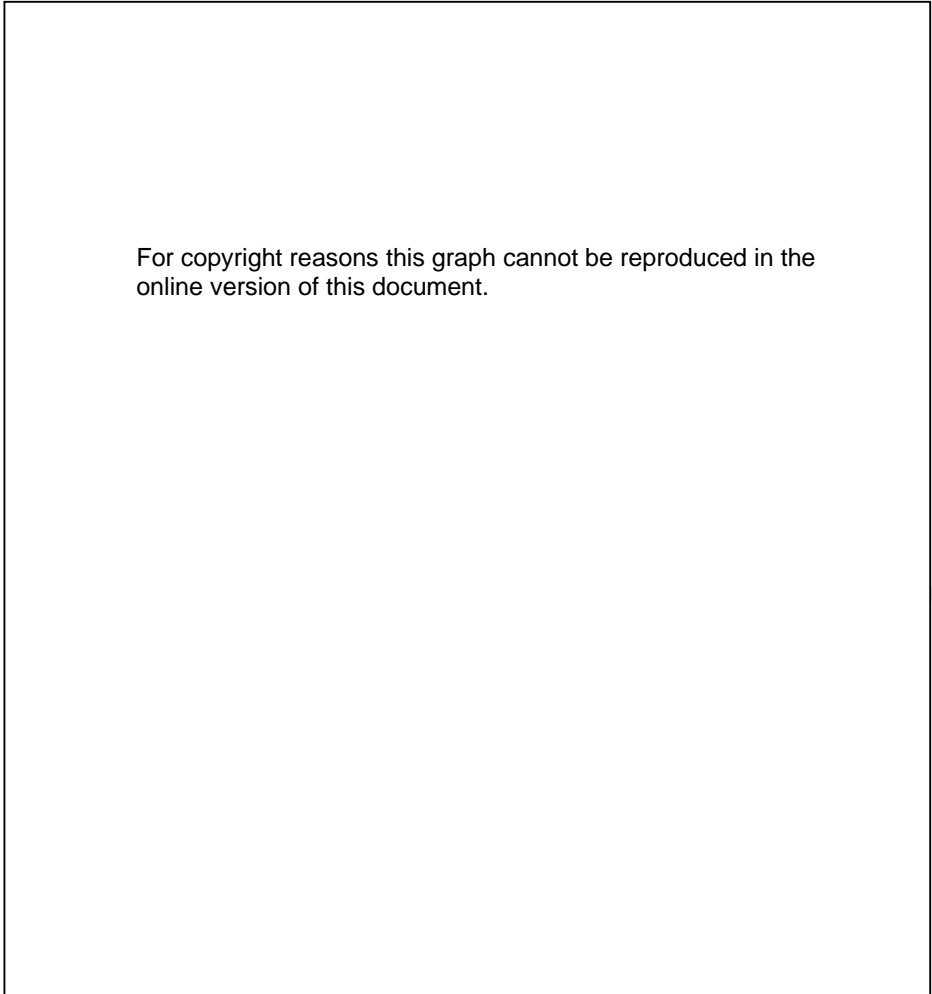 For copyright reasons this graph cannot be reproduced in the
online version of this document.